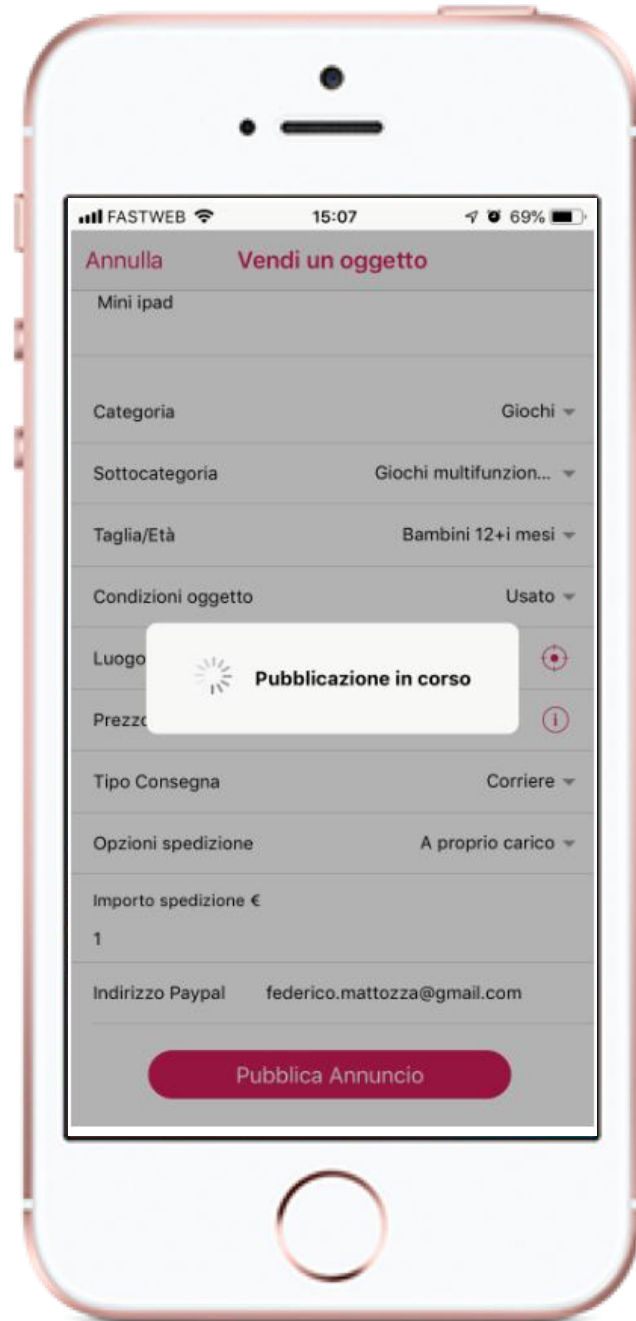 FASTWEB 15:07 69%
Annulla Vendi un oggetto
Mini ipad
Categoria Giochi
Sottocategoria Giochi multifunzion...
Taglia/Età Bambini 12+i mesi
Condizioni oggetto Usato
Luogo
Pubblicazione in corso
Prezzo
Tipo Consegna Corriere
Opzioni spedizione A proprio carico
Importo spedizione €
1
Indirizzo Paypal federico.mattozza@gmail.com
Pubblica Annuncio